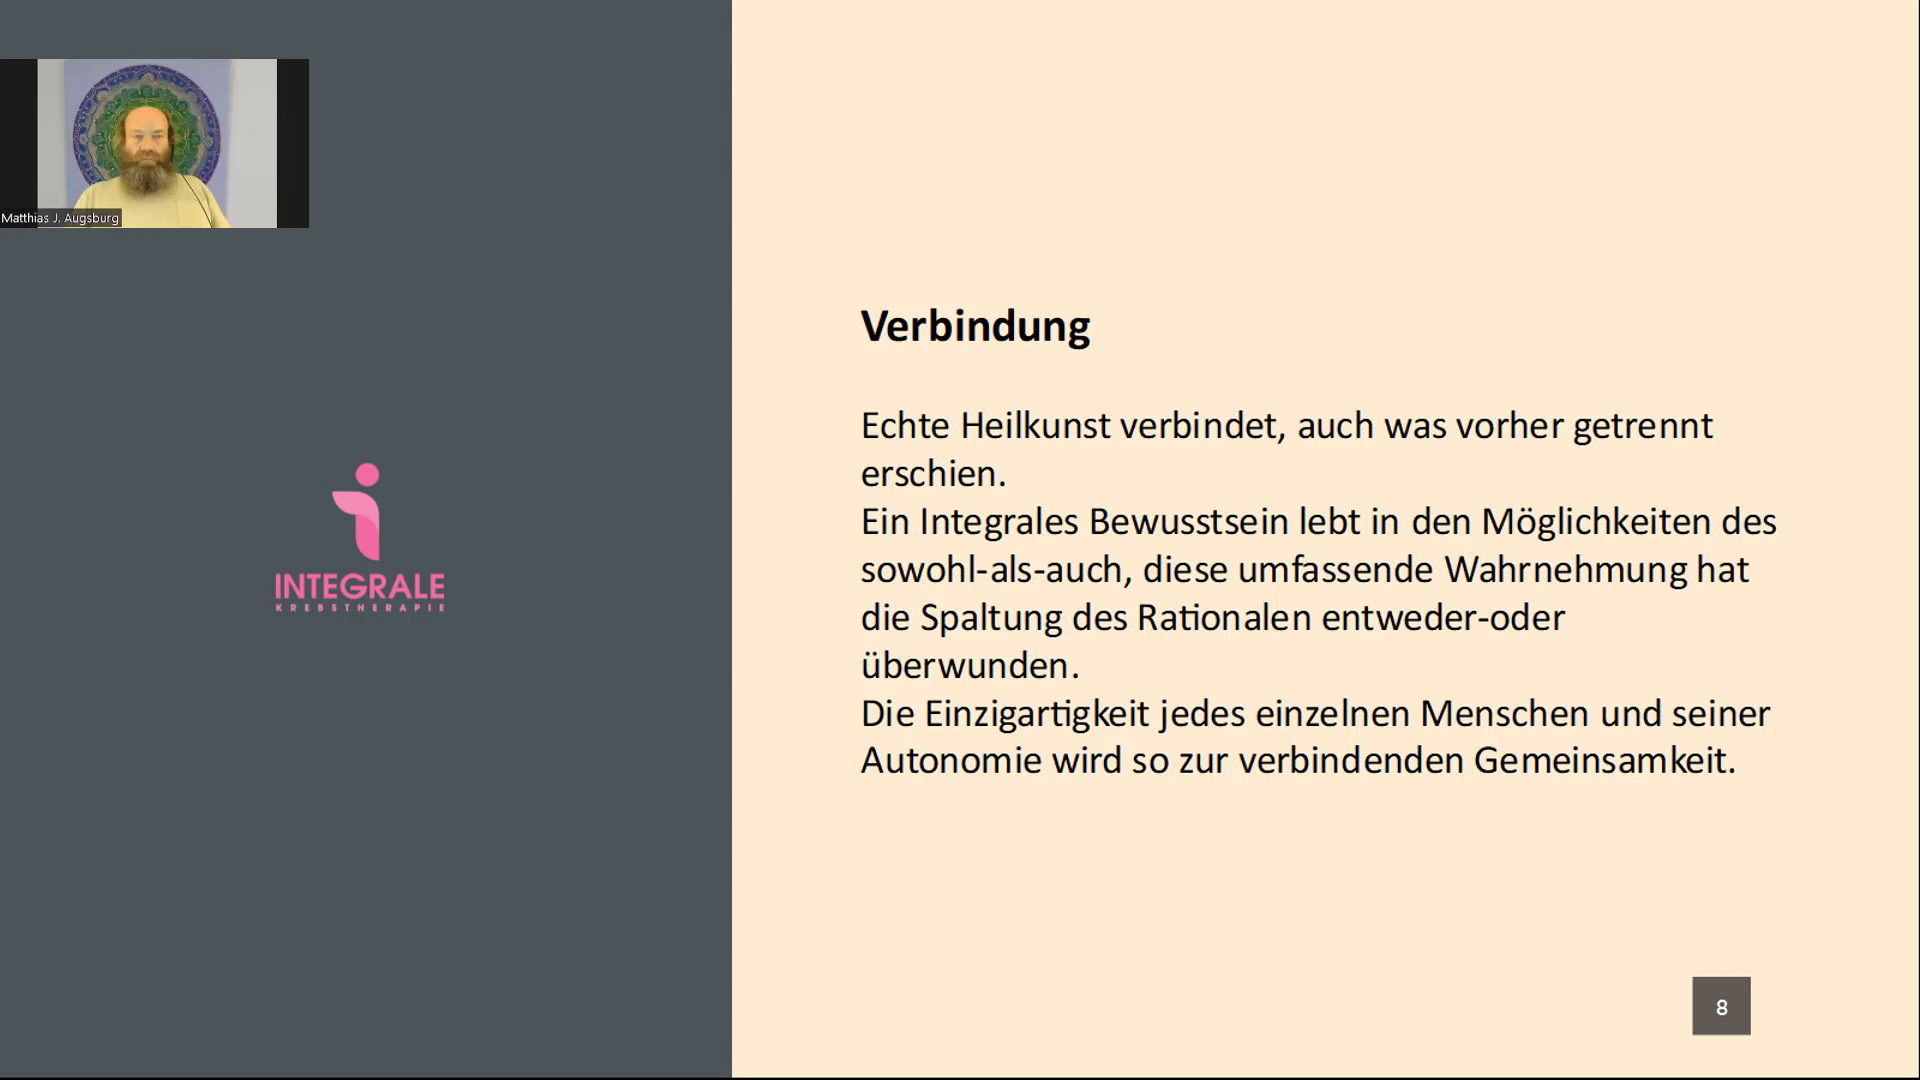 Matthias J. Augsburg
INTEGRALE
KREBSTHERAPIE
Verbindung
Echte Heilkunst verbindet, auch was vorher getrennt
erschien.
Ein Integrales Bewusstsein lebt in den Möglichkeiten des
sowohl-als-auch, diese umfassende Wahrnehmung hat
die Spaltung des Rationalen entweder-oder
überwunden.
Die Einzigartigkeit jedes einzelnen Menschen und seiner
Autonomie wird so zur verbindenden Gemeinsamkeit.
8